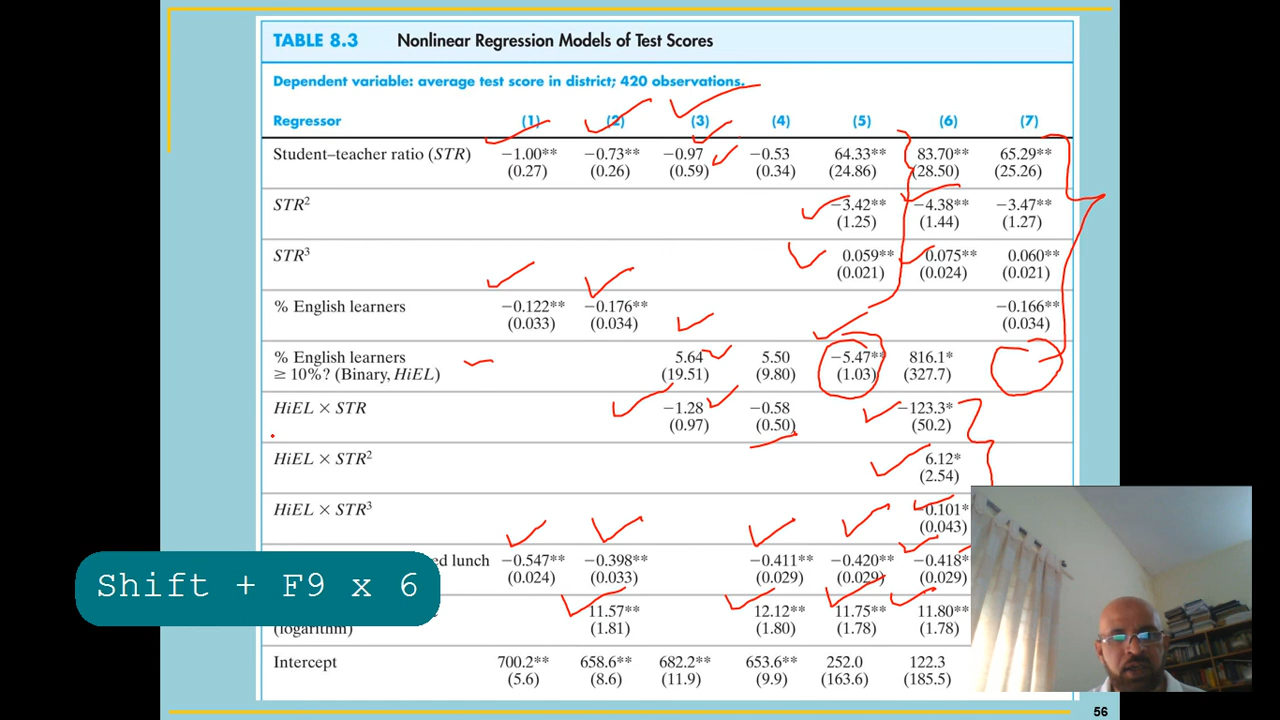 TABLE 8.3 Nonlinear Regression Models of Test Scores
Dependent variable: average test score in district; 420 observations.
Regressor (1) (2) (3) (4) (5) (6) (7)
Student–teacher ratio (STR) −1.00** −0.73** −0.97 −0.53 64.33** 83.70** 65.29**
(0.27) (0.26) (0.59) (0.34) (24.86) (28.50) (25.26)
STR² −3.42** −4.38** −3.47**
(1.25) (1.44) (1.27)
STR³ 0.059** 0.075** 0.060**
(0.021) (0.024) (0.021)
% English learners −0.122** −0.176** −0.166**
(0.033) (0.034) (0.034)
% English learners 5.64 5.50 −5.47** 816.1*
≥ 10%? (Binary, HiEL) (19.51) (9.80) (1.03) (327.7)
HiEL × STR −1.28 −0.58 −123.3*
(0.97) (0.50) (50.2)
HiEL × STR² 6.12*
(2.54)
HiEL × STR³ 0.101*
(0.043)
ed lunch −0.547** −0.398** −0.411** −0.420** −0.418*
(0.024) (0.033) (0.029) (0.029) (0.029)
Shift + F9 x 6
11.57** 12.12** 11.75** 11.80**
(logarithm) (1.81) (1.80) (1.78) (1.78)
Intercept 700.2** 658.6** 682.2** 653.6** 252.0 122.3
(5.6) (8.6) (11.9) (9.9) (163.6) (185.5)
56